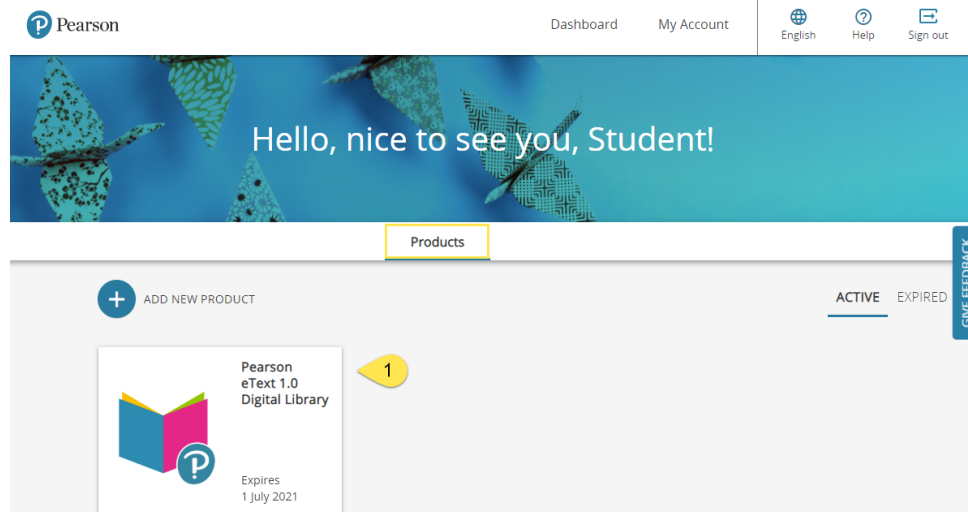 Pearson
Dashboard
My Account
English
Help
Sign out
Hello, nice to see you, Student!
Products
GIVE FEEDBACK
ADD NEW PRODUCT
ACTIVE
EXPIRED
Pearson
eText 1.0
Digital Library
1
Expires
1 July 2021